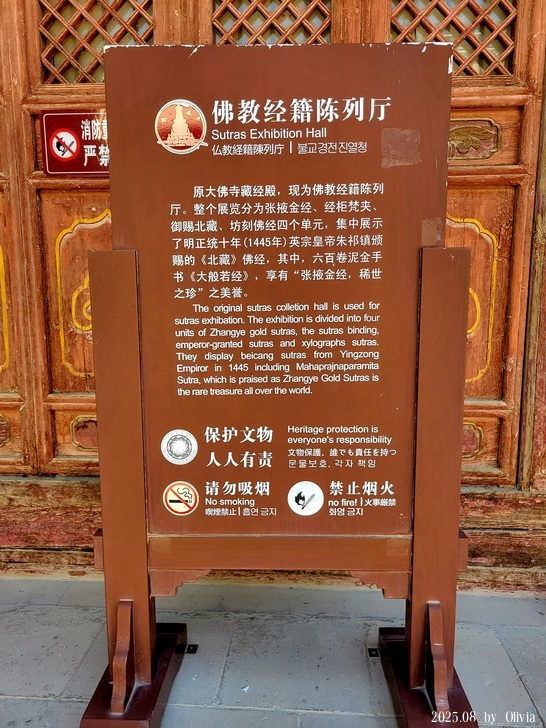 消防重
严禁
佛教经籍陈列厅
Sutras Exhibition Hall
仏教経籍陳列庁 | 불교경전진열청
原大佛寺藏经殿，现为佛教经籍陈列
厅。整个展览分为张掖金经、经柜梵夹、
御赐北藏、坊刻佛经四个单元，集中展示
了明正统十年（1445年）英宗皇帝朱祁镇颁
赐的《北藏》佛经，其中，六百卷泥金手
书《大般若经》，享有“张掖金经，稀世
之珍”之美誉。
The original sutras colletion hall is used for
sutras exhibation. The exhibition is divided into four
units of Zhangye gold sutras, the sutras binding,
emperor-granted sutras and xylographs sutras.
They display beicang sutras from Yingzong
Empiror in 1445 including Mahaprajnaparamita
Sutra, which is praised as Zhangye Gold Sutras is
the rare treasure all over the world.
保护文物
人人有责
Heritage protection is
everyone's responsibility
文物保護、誰でも責任を持つ
문물보호, 각자 책임
请勿吸烟
No smoking
喫煙禁止 | 흡연 금지
禁止烟火
no fire! | 火事厳禁
화염 금지
2025.08_by_Olivia